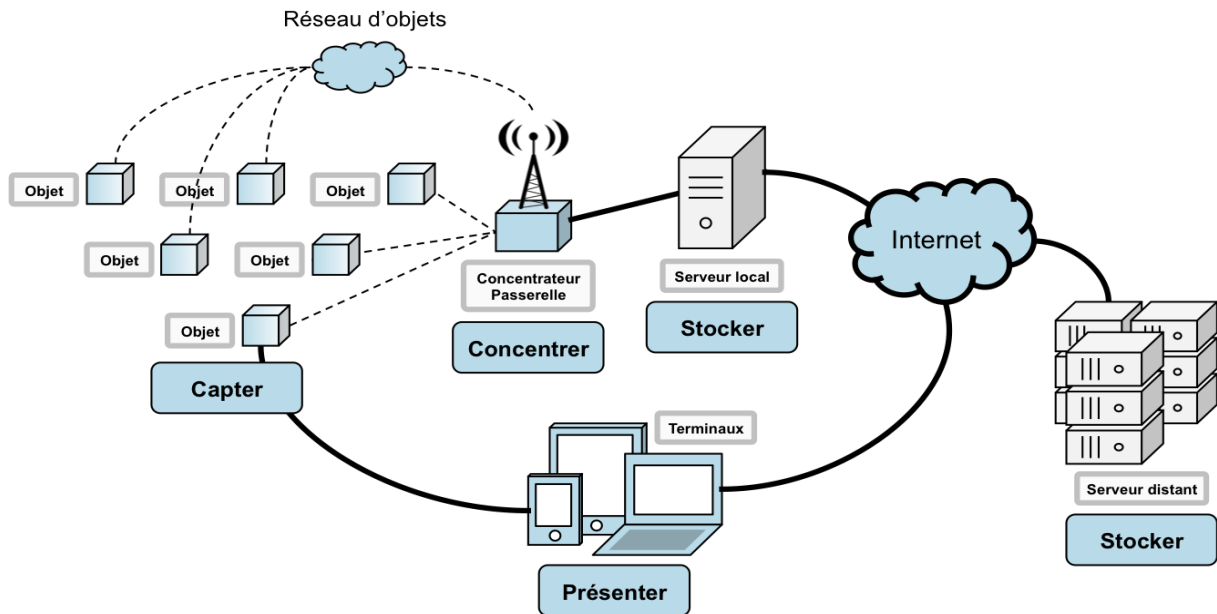 Réseau d'objets
Objet
Objet
Objet
Objet
Objet
Objet
Capter
Concentrateur
Passerelle
Concentrer
Serveur local
Stocker
Internet
Terminaux
Présenter
Serveur distant
Stocker